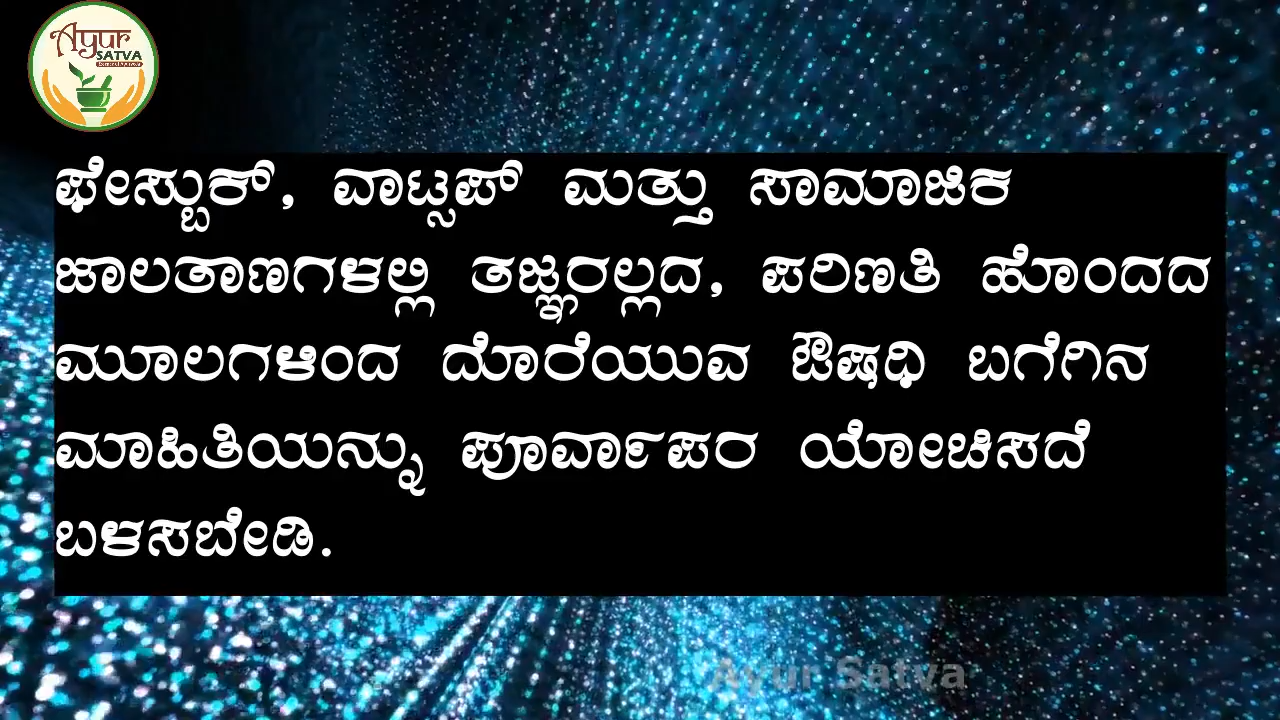 Ayur
SATVA
ಫೇಸ್ಬುಕ್, ವಾಟ್ಸಪ್ ಮತ್ತು ಸಾಮಾಜಿಕ
ಜಾಲತಾಣಗಳಲ್ಲಿ ತಜ್ಞರಲ್ಲದ, ಪರಿಣತಿ ಹೊಂದದ
ಮೂಲಗಳಿಂದ ದೊರೆಯುವ ಔಷಧಿ ಬಗೆಗಿನ
ಮಾಹಿತಿಯನ್ನು ಪೂರ್ವಾಪರ ಯೋಚಿಸದೆ
ಬಳಸಬೇಡಿ.
Ayur Satva